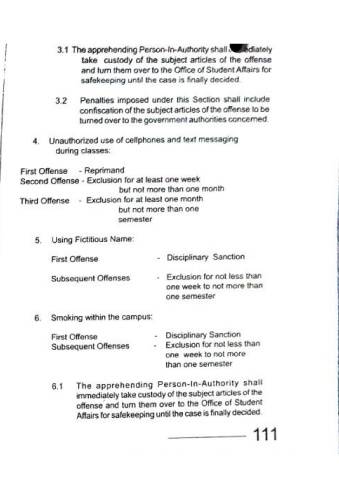 3.1 The apprehending Person-In-Authority shall
take custody of the subject articles of the offense
and turn them over to the Office of Student Affairs for
safekeeping until the case is finally decided.
3.2 Penalties imposed under this Section shall include
confiscation of the subject articles of the offense to be
turned over to the government authorities concerned.
4. Unauthorized use of cellphones and text messaging
during classes:
First Offense - Reprimand
Second Offense - Exclusion for at least one week
but not more than one month
Third Offense - Exclusion for at least one month
but not more than one
semester
5. Using Fictitious Name:
First Offense - Disciplinary Sanction
Subsequent Offenses - Exclusion for not less than
one week to not more than
one semester
6. Smoking within the campus:
First Offense - Disciplinary Sanction
Subsequent Offenses - Exclusion for not less than
one week to not more
than one semester
6.1 The apprehending Person-In-Authority shall
immediately take custody of the subject articles of the
offense and turn them over to the Office of Student
Affairs for safekeeping until the case is finally decided.
111